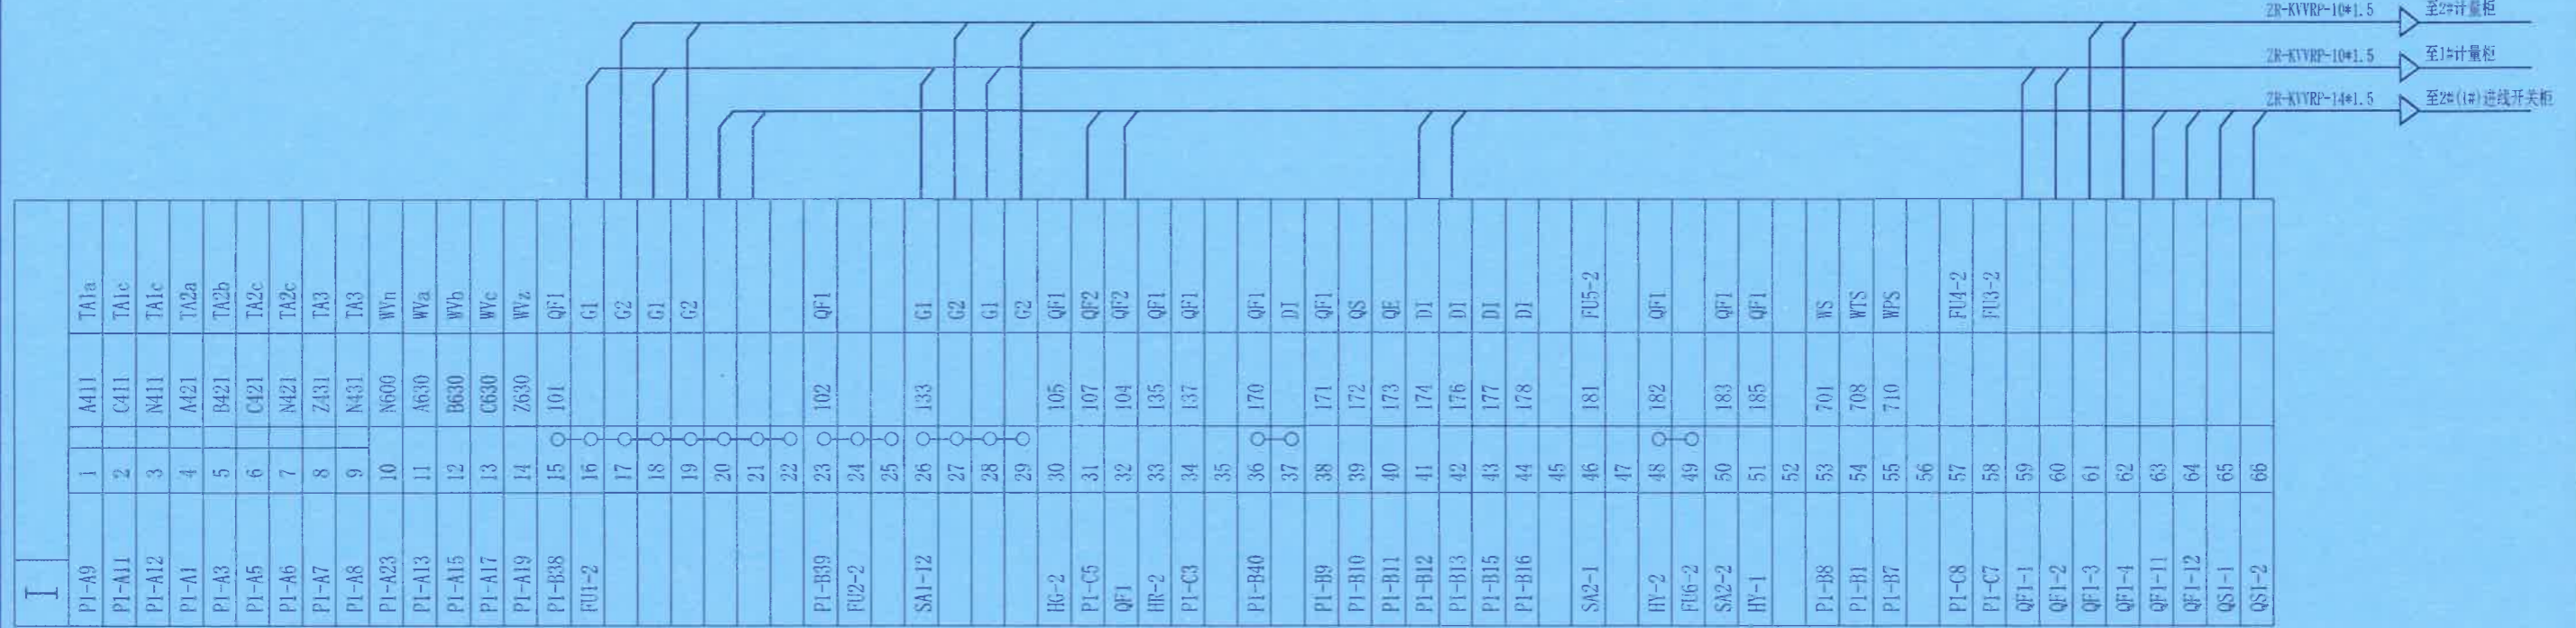 ZR-KVVRP-10*1.5 至2#计量柜
ZR-KVVRP-10*1.5 至1#计量柜
ZR-KVVRP-14*1.5 至2#(1#)进线开关柜
I
P1-A9 1 A411 TA1a
P1-A11 2 C411 TA1c
P1-A12 3 N411 TA1c
P1-A1 4 A421 TA2a
P1-A3 5 B421 TA2b
P1-A5 6 C421 TA2c
P1-A6 7 N421 TA2c
P1-A7 8 Z431 TA3
P1-A8 9 N431 TA3
P1-A23 10 N600 WVn
P1-A13 11 A630 WVa
P1-A15 12 B630 WVb
P1-A17 13 C630 WVc
P1-A19 14 Z630 WVz
P1-B38 15 101 QF1
FU1-2 16 G1
17 G2
18 G1
19 G2
20
21
22
P1-B39 23 102 QF1
FU2-2 24
25
SA1-12 26 133 G1
27 G2
28 G1
29 G2
HG-2 30 105 QF1
P1-C5 31 107 QF2
QF1 32 104 QF2
HR-2 33 135 QF1
P1-C3 34 137 QF1
35
P1-B40 36 170 QF1
37 DI
P1-B9 38 171 QF1
P1-B10 39 172 QS
P1-B11 40 173 QE
P1-B12 41 174 DI
P1-B13 42 176 DI
P1-B15 43 177 DI
P1-B16 44 178 DI
45
SA2-1 46 181 FU5-2
47
HY-2 48 182 QF1
FU6-2 49
SA2-2 50 183 QF1
HY-1 51 185 QF1
52
P1-B8 53 701 WS
P1-B1 54 708 WTS
P1-B7 55 710 WPS
56
P1-C8 57 FU4-2
P1-C7 58 FU3-2
QF1-1 59
QF1-2 60
QF1-3 61
QF1-4 62
QF1-11 63
QF1-12 64
QS1-1 65
QS1-2 66